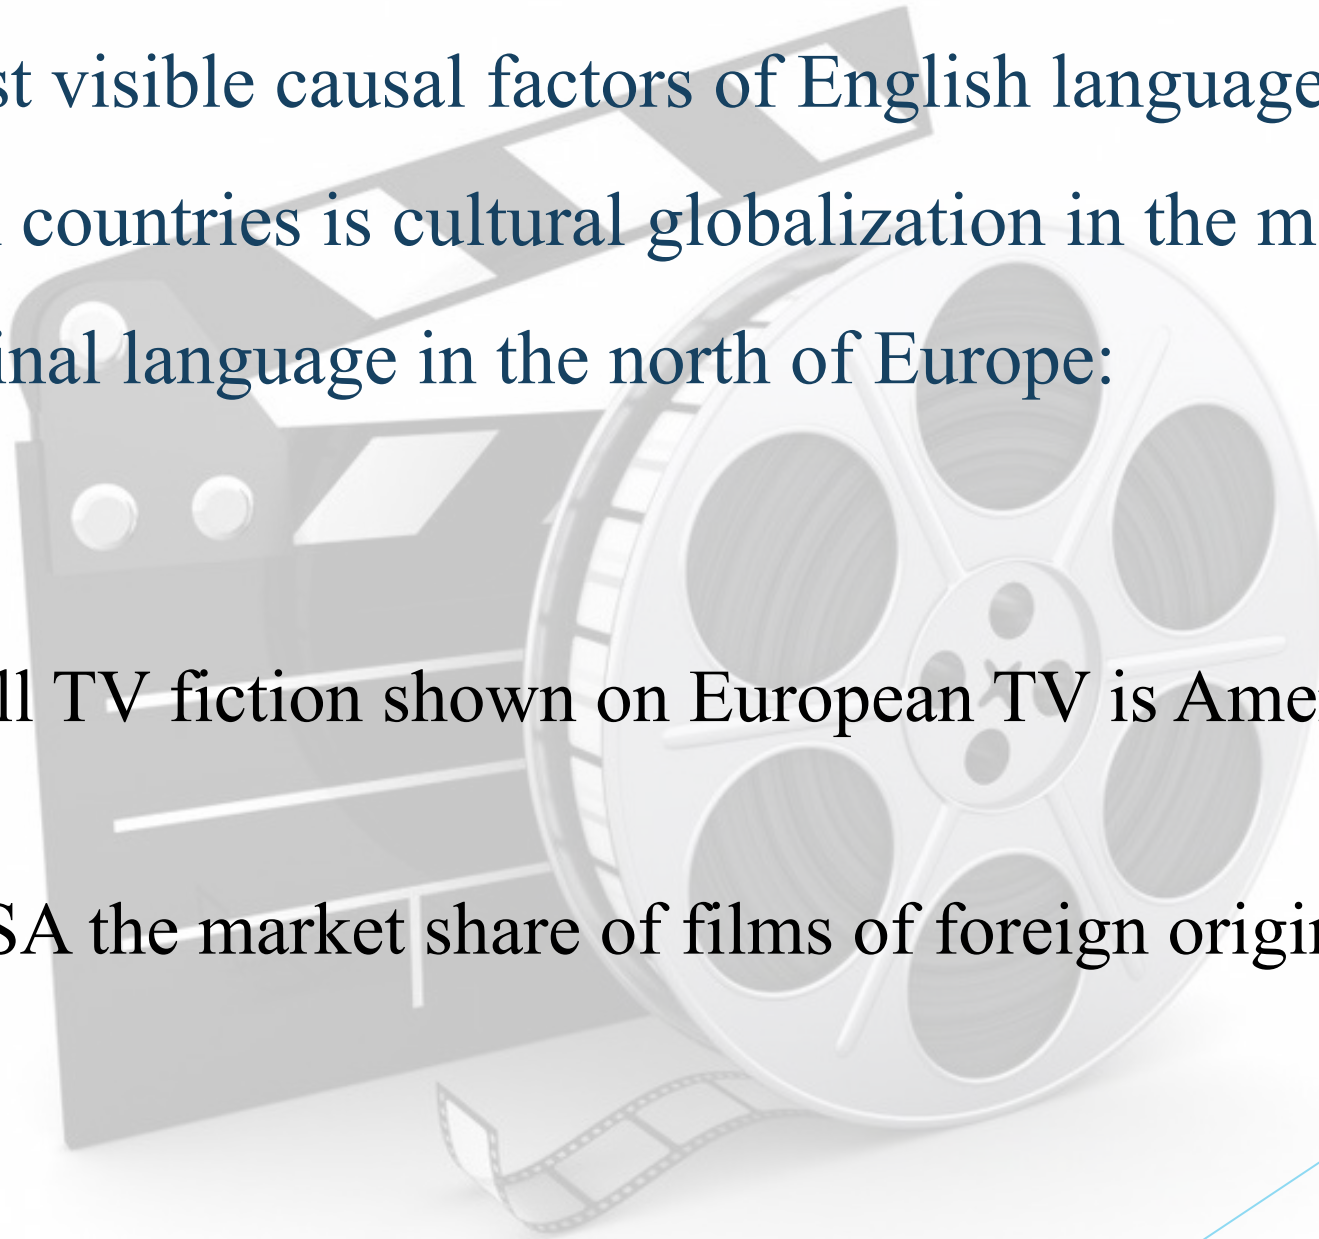 st visible causal factors of English language
countries is cultural globalization in the m
inal language in the north of Europe:
ll TV fiction shown on European TV is Ame
SA the market share of films of foreign origin